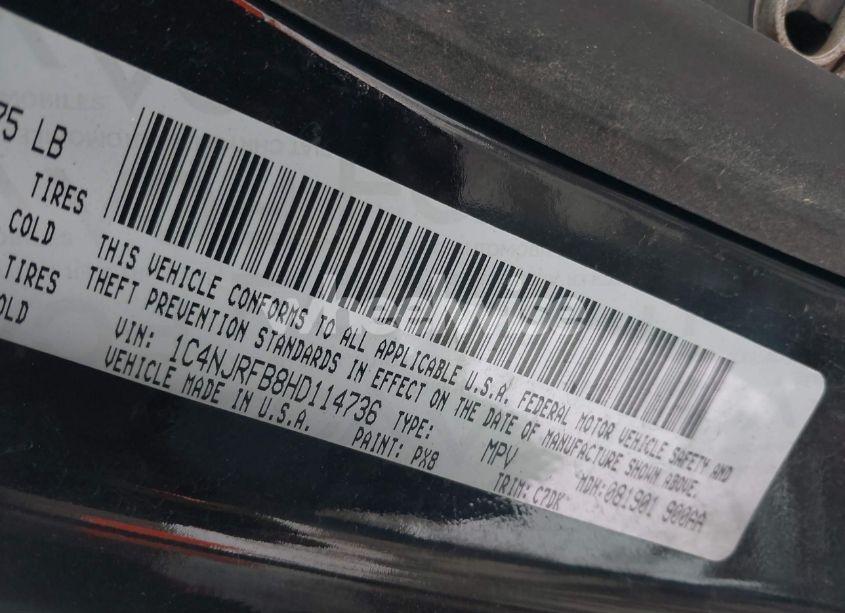 75 LB
TIRES
COLD
TIRES
COLD
THIS VEHICLE CONFORMS TO ALL APPLICABLE U.S.A. FEDERAL MOTOR VEHICLE SAFETY AND
THEFT PREVENTION STANDARDS IN EFFECT ON THE DATE OF MANUFACTURE SHOWN ABOVE.
VIN: 1C4NJRFB8HD114736 TYPE: MPV MDH:081901 900AA
VEHICLE MADE IN U.S.A. PAINT: PX8 TRIM: C7DK